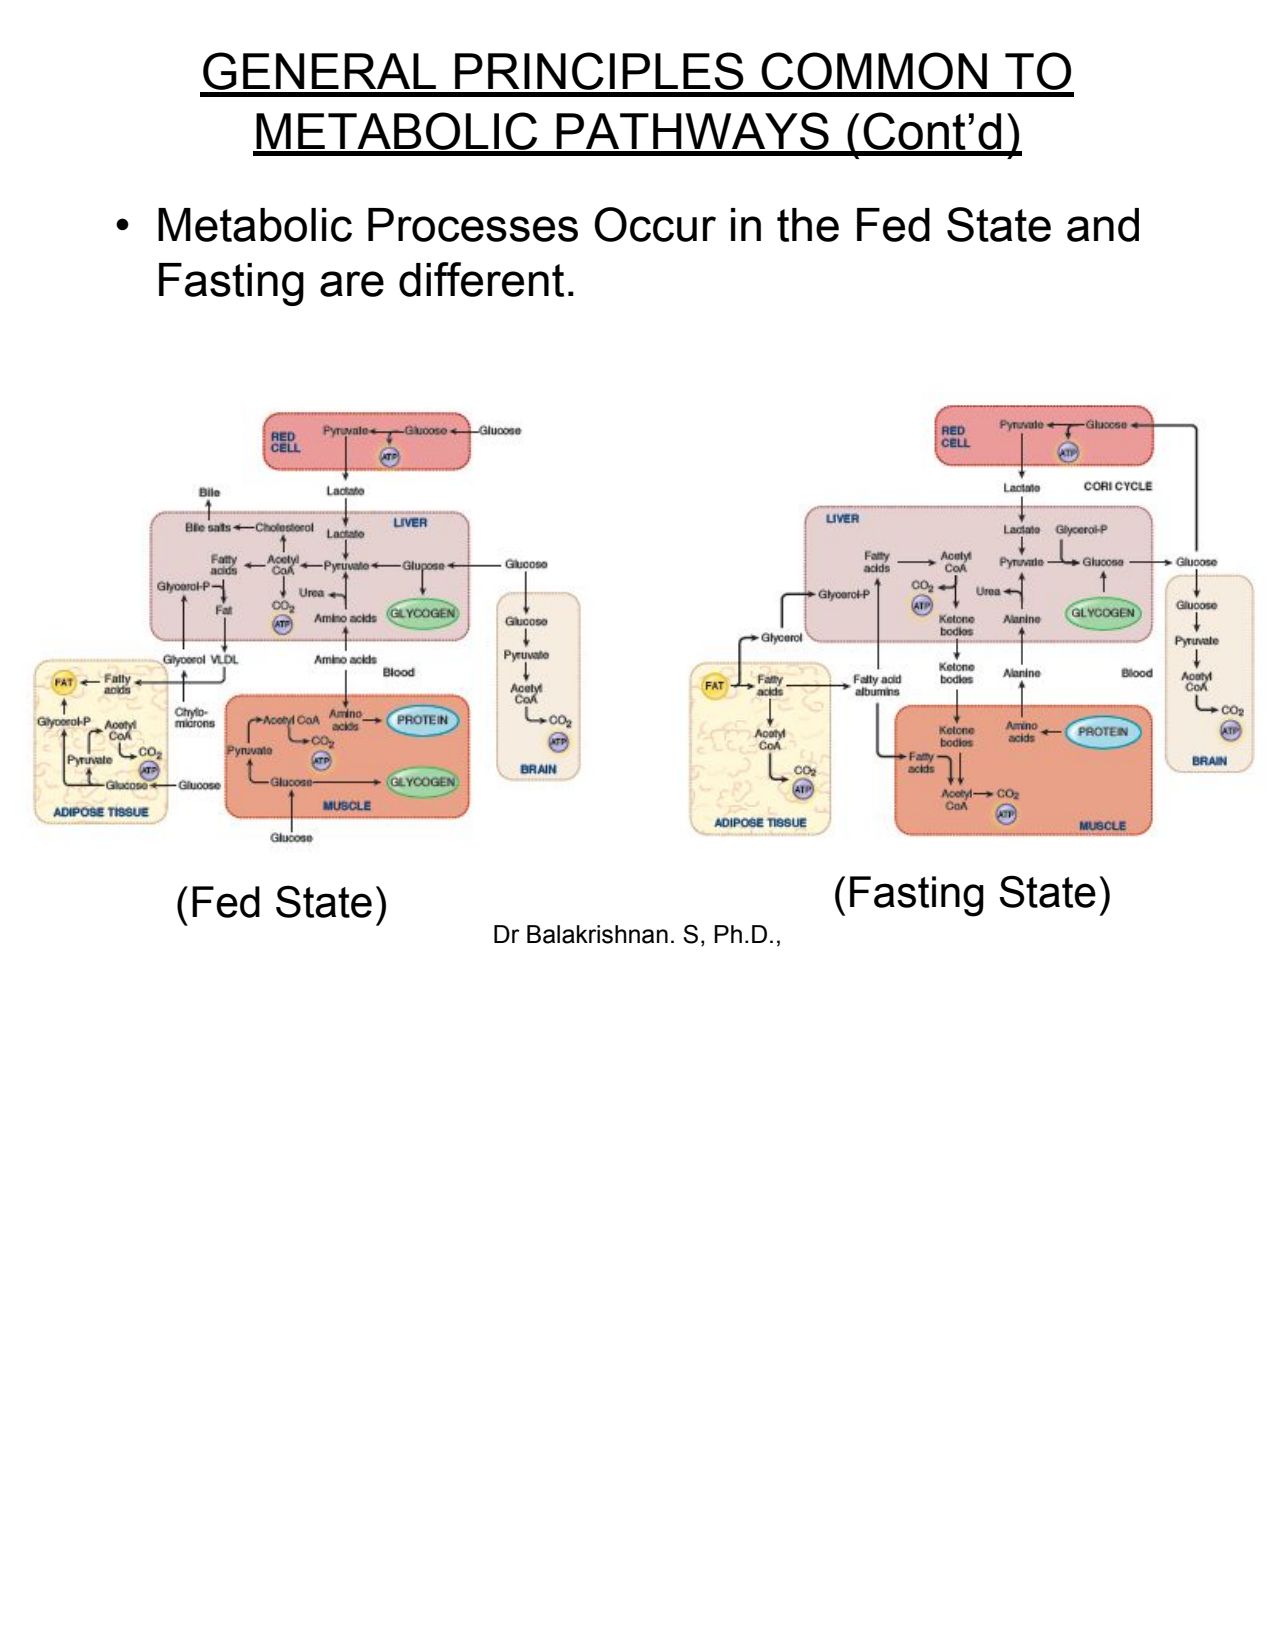 GENERAL PRINCIPLES COMMON TO
METABOLIC PATHWAYS (Cont’d)
• Metabolic Processes Occur in the Fed State and
Fasting are different.
RED
CELL
Pyruvate
Glucose
Glucose
ATP
Lactate
Bile
LIVER
Bile salts
Cholesterol
Lactate
Fatty
acids
Acetyl
CoA
Pyruvate
Glucose
Glucose
Glycerol-P
Urea
CO2
ATP
Fat
Amino acids
GLYCOGEN
Glucose
Pyruvate
Acetyl
CoA
CO2
ATP
BRAIN
Glycerol
VLDL
Amino acids
Blood
FAT
Fatty
acids
Glycerol-P
Acetyl
CoA
CO2
Pyruvate
ATP
Glucose
Glucose
ADIPOSE TISSUE
Chylo-
microns
Acetyl CoA
Amino
acids
PROTEIN
CO2
ATP
Pyruvate
Glucose
GLYCOGEN
MUSCLE
Glucose
(Fed State)
RED
CELL
Pyruvate
Glucose
ATP
Lactate
CORI CYCLE
LIVER
Lactate
Glycerol-P
Fatty
acids
Acetyl
CoA
Pyruvate
Glucose
Glucose
CO2
ATP
Urea
Glycerol-P
Ketone
bodies
Alanine
GLYCOGEN
Glucose
Pyruvate
Acetyl
CoA
CO2
ATP
BRAIN
Glycerol
Ketone
bodies
Alanine
Blood
FAT
Fatty
acids
Fatty acid
albumins
Acetyl
CoA
CO2
ATP
ADIPOSE TISSUE
Ketone
bodies
Amino
acids
PROTEIN
Fatty
acids
Acetyl
CoA
CO2
ATP
MUSCLE
(Fasting State)
Dr Balakrishnan. S, Ph.D.,